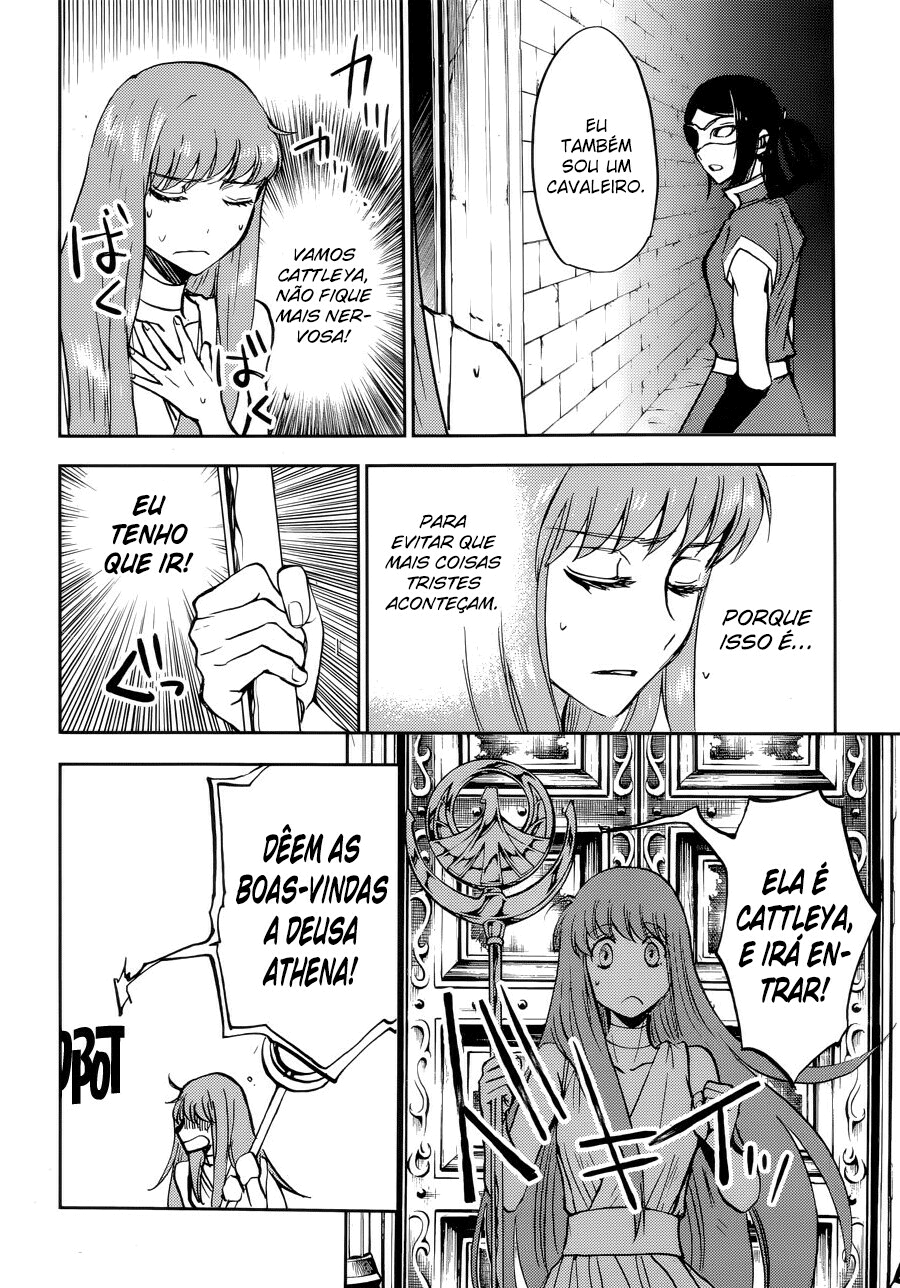 EU
TAMBÉM
SOU UM
CAVALEIRO.
VAMOS
CATTLEYA,
NÃO FIQUE
MAIS NER-
VOSA!
ばく
ばく
PORQUE
ISSO É...
PARA
EVITAR QUE
MAIS COISAS
TRISTES
ACONTEÇAM.
EU
TENHO
QUE IR!
ぐっ
ELA É
CATTLEYA,
E IRÁ EN-
TRAR!
DÊEM AS
BOAS-VINDAS
A DEUSA
ATHENA!